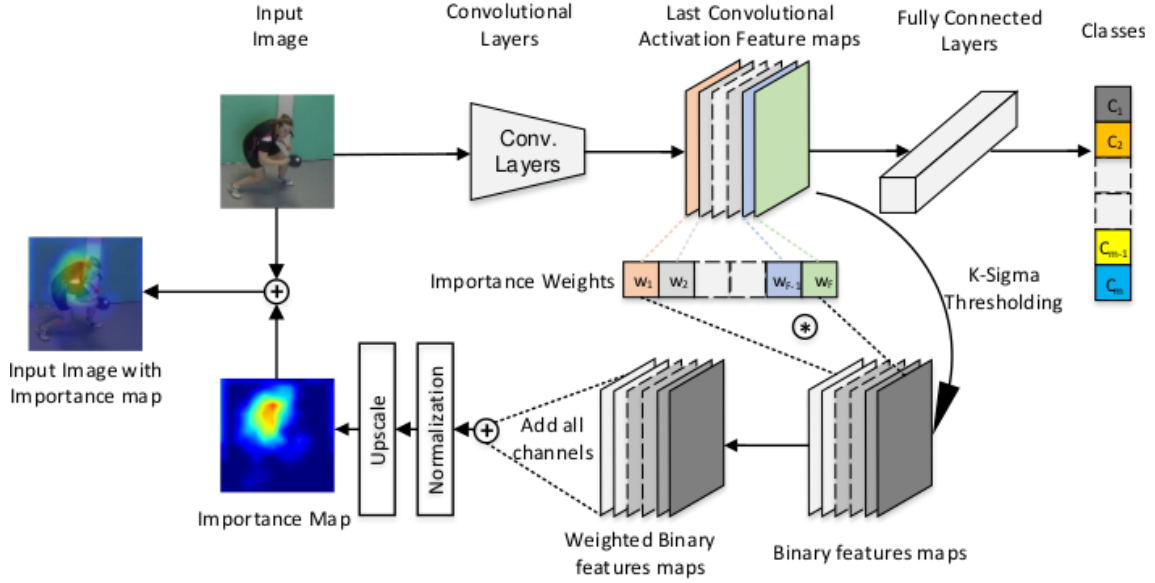 Input
Image
Convolutional
Layers
Last Convolutional
Activation Feature maps
Fully Connected
Layers
Classes
Conv.
Layers
C1
C2
Cm-1
Cm
Importance Weights
w1
w2
wF-1
wF
K-Sigma
Thresholding
Input Image with
Importance map
Importance Map
Upscale
Normalization
Add all
channels
Weighted Binary
features maps
Binary features maps